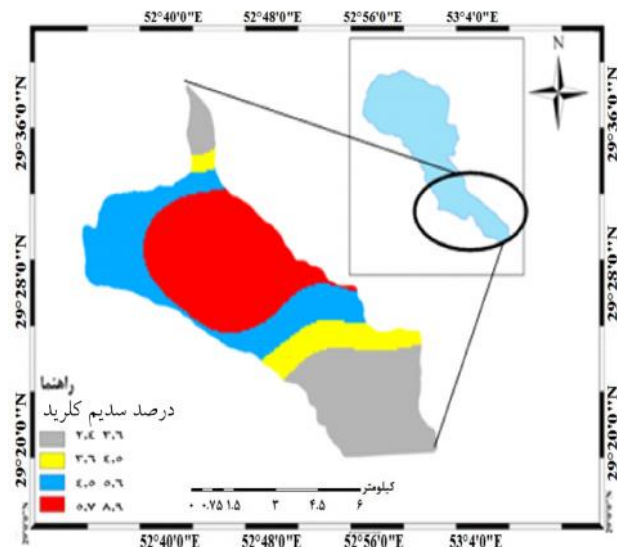 52°40'0"E 52°48'0"E 52°56'0"E 53°4'0"E
N
29°36'0"N 29°36'0"N
29°28'0"N 29°28'0"N
29°20'0"N 29°20'0"N
راهنما
درصد سدیم کلرید
۲.۴ ۳.۶
۳.۶ ۴.۵
۴.۵ ۵.۶
۵.۷ ۸.۹
کیلومتر
۰ ۰.۷۵ ۱.۵ ۳ ۴.۵ ۶
52°40'0"E 52°48'0"E 52°56'0"E 53°4'0"E